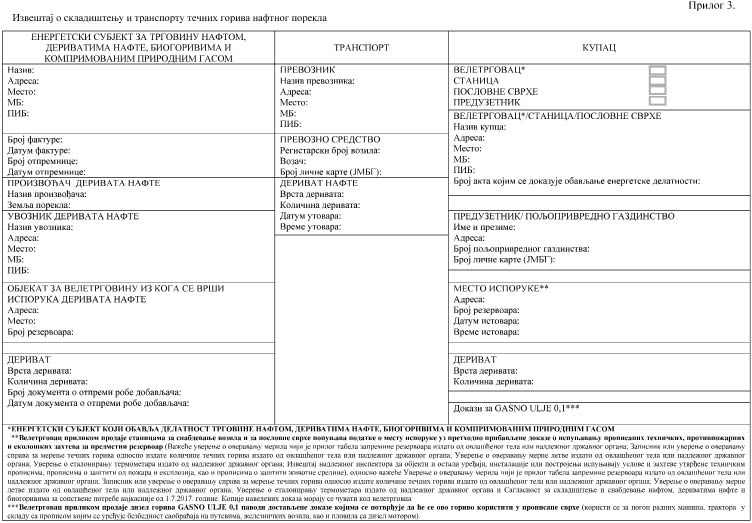 Прилог 3.
Извештај о складиштењу и транспорту течних горива нафтног порекла
ЕНЕРГЕТСКИ СУБЈЕКТ ЗА ТРГОВИНУ НАФТОМ,
ДЕРИВАТИМА НАФТЕ, БИОГОРИВИМА И
КОМПРИМОВАНИМ ПРИРОДНИМ ГАСОМ
Назив:
Адреса:
Место:
МБ:
ПИБ:
Број фактуре:
Датум фактуре:
Број отпремнице:
Датум отпремнице:
ПРОИЗВОЂАЧ ДЕРИВАТА НАФТЕ
Назив произвођача:
Земља порекла:
УВОЗНИК ДЕРИВАТА НАФТЕ
Назив увозника:
Адреса:
Место:
МБ:
ПИБ:
ОБЈЕКАТ ЗА ВЕЛЕТРГОВИНУ ИЗ КОГА СЕ ВРШИ
ИСПОРУКА ДЕРИВАТА НАФТЕ
Адреса:
Место:
Број резервоара:
ДЕРИВАТ
Врста деривата:
Количина деривата:
Број документа о отпреми робе добављача:
Датум документа о отпреми робе добављача:
ТРАНСПОРТ
ПРЕВОЗНИК
Назив превозника:
Адреса:
Место:
МБ:
ПИБ:
ПРЕВОЗНО СРЕДСТВО
Регистарски број возила:
Возач:
Број личне карте (ЈМБГ):
ДЕРИВАТ НАФТЕ
Врста деривата:
Количина деривата:
Датум утовара:
Време утовара:
КУПАЦ
ВЕЛЕТРГОВАЦ*
СТАНИЦА
ПОСЛОВНЕ СВРХЕ
ПРЕДУЗЕТНИК
ВЕЛЕТРГОВАЦ*/СТАНИЦА/ПОСЛОВНЕ СВРХЕ
Назив купца:
Адреса:
Место:
МБ:
ПИБ:
Број акта којим се доказује обављање енергетске делатности:
ПРЕДУЗЕТНИК/ ПОЉОПРИВРЕДНО ГАЗДИНСТВО
Име и презиме:
Адреса:
Број пољопривредног газдинства:
Број личне карте (ЈМБГ):
МЕСТО ИСПОРУКЕ**
Адреса:
Број резервоара:
Датум истовара:
Време истовара:
ДЕРИВАТ
Врста деривата:
Количина деривата:
Докази за GASNO ULJE 0,1***
*ЕНЕРГЕТСКИ СУБЈЕКТ КОЈИ ОБАВЉА ДЕЛАТНОСТ ТРГОВИНЕ НАФТОМ, ДЕРИВАТИМА НАФТЕ, БИОГОРИВИМА И КОМПРИМОВАНИМ ПРИРОДНИМ ГАСОМ
**Велетрговац приликом продаје станицама за снабдевање возила и за пословне сврхе попуњава податке о месту испоруке уз претходно прибављене доказе о испуњавању прописаних техничких, противпожарних
и еколошких захтева за предметни резервоар (Важеће уверење о оверавању мерила чији је прилог табела запремине резервоара издато од овлашћеног тела или надлежног државног органа; Записник или уверење о оверавању
справа за мерење течних горива односно издате количине течних горива издато од овлашћеног тела или надлежног државног органа; Уверење о оверавању мерне летве издато од овлашћеног тела или надлежног државног
органа; Уверење о еталонирању термометара издато од надлежног државног органа; Извештај надлежног инспектора да објекти и остали уређаји, инсталације или постројења испуњавају услове и захтеве утврђене техничким
прописима, прописима о заштити од пожара и експлозија, као и прописима о заштити животне средине), односно важеће Уверење о оверавању мерила чији је прилог табела запремине резервоара издато од овлашћеног тела или
надлежног државног органа. Записник или уверење о оверавању справа за мерење течних горива односно издате количине течних горива издато од овлашћеног тела или надлежног државног органа; Уверење о оверавању мерне
летве издато од овлашћеног тела или надлежног државног органа; Уверење о еталонирању термометара издато од надлежног државног органа и Сагласност за складиштење и снабдевање нафтом, дериватима нафте и
биогоривима за сопствене потребе најкасније од 1.7.2017. године. Копије наведених доказа морају се чувати код велетрговца
***Велетрговац приликом продаје дизел горива GASNO ULJE 0,1 наводи достављене доказе којима се потврђује да ће се ово гориво користити у прописане сврхе (користи се за погон радних машина, трактора у
складу са прописом којим се уређује безбедност саобраћаја на путевима, железничких возила, као и пловила са дизел мотором).